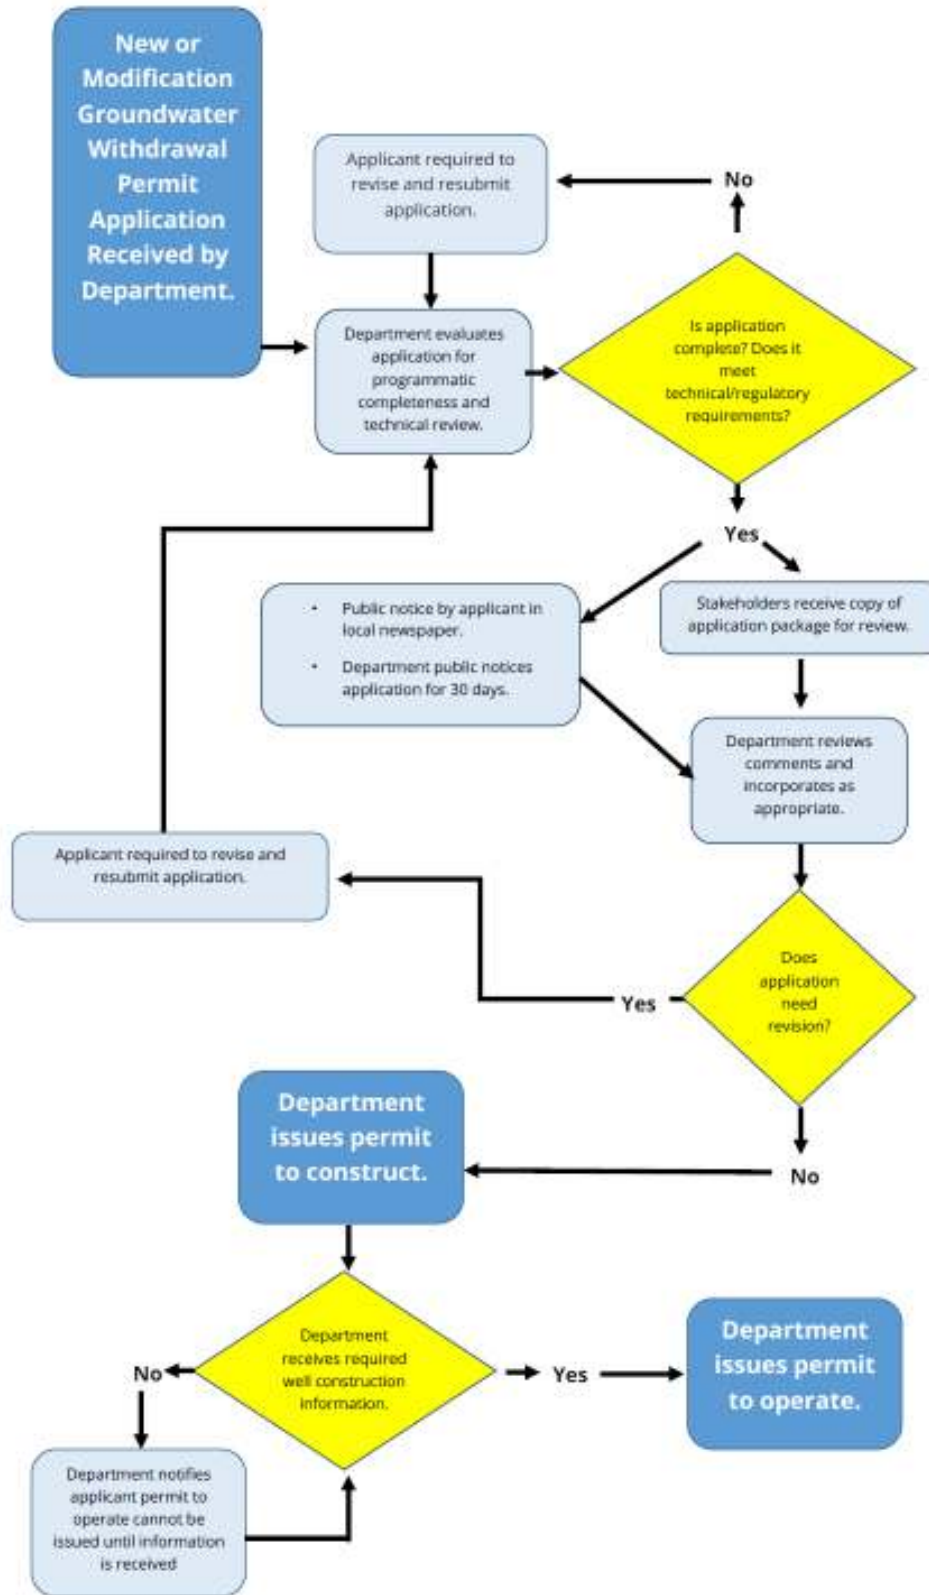 New or
Modification
Groundwater
Withdrawal
Permit
Application
Received by
Department.
Applicant required to
revise and resubmit
application.
No
Department evaluates
application for
programmatic
completeness and
technical review.
Is application
complete? Does it
meet
technical/regulatory
requirements?
Yes
• Public notice by applicant in
local newspaper.
• Department public notices
application for 30 days.
Stakeholders receive copy of
application package for review.
Department reviews
comments and
incorporates as
appropriate.
Applicant required to revise and
resubmit application.
Does
application
need
revision?
Yes
No
Department
issues permit
to construct.
Department
receives required
well construction
information.
No
Yes
Department
issues permit
to operate.
Department notifies
applicant permit to
operate cannot be
issued until information
is received